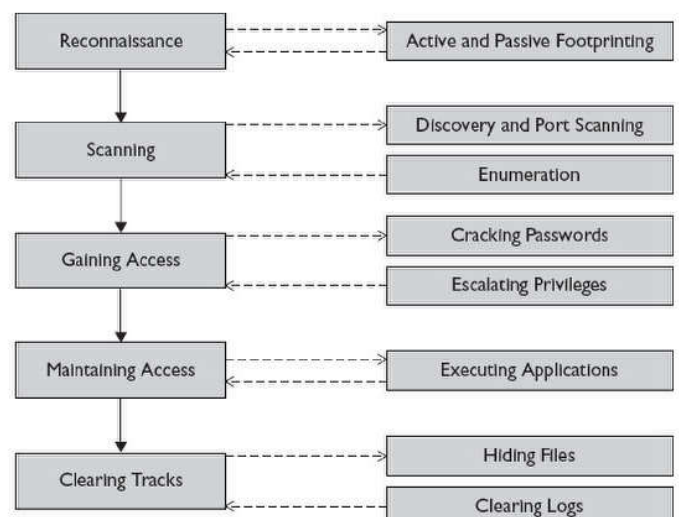 Reconnaissance
Active and Passive Footprinting
Scanning
Discovery and Port Scanning
Enumeration
Gaining Access
Cracking Passwords
Escalating Privileges
Maintaining Access
Executing Applications
Clearing Tracks
Hiding Files
Clearing Logs